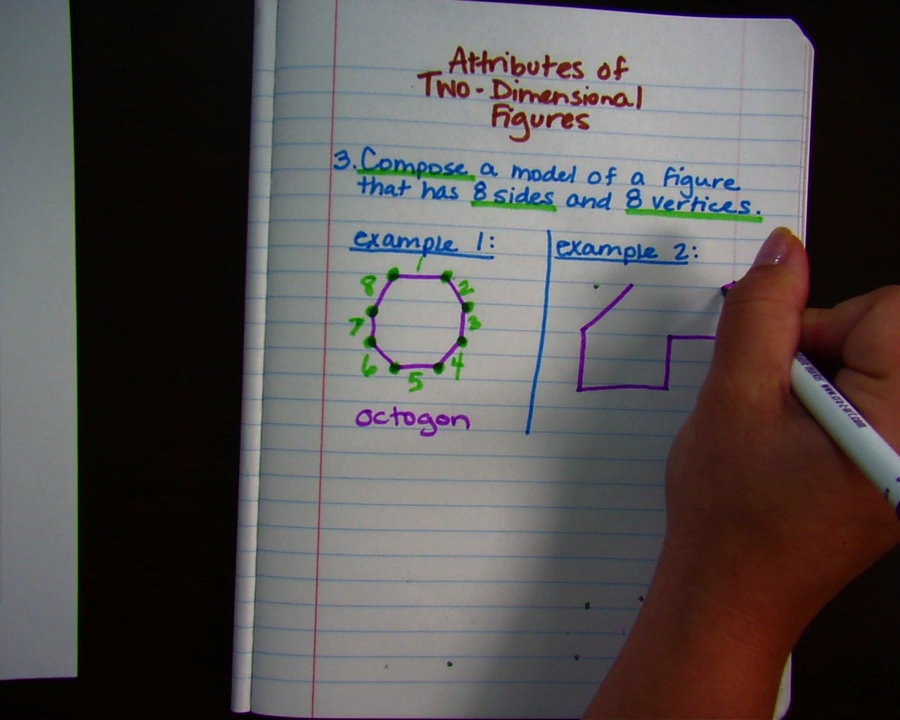 Attributes of
Two-Dimensional
Figures
3. Compose a model of a figure
that has 8 sides and 8 vertices.
example 1:
example 2:
1
8
2
7
3
6
4
5
octogon